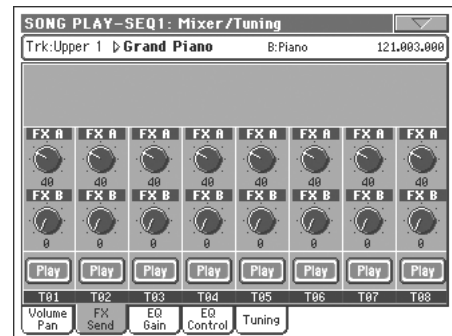 SONG PLAY-SEQ1: Mixer/Tuning
Trk:Upper 1 ▷Grand Piano B:Piano 121.003.000
FX A FX A FX A FX A FX A FX A FX A FX A
40 40 40 40 40 40 40 40
FX B FX B FX B FX B FX B FX B FX B FX B
0 0 0 0 0 0 0 0
Play Play Play Play Play Play Play Play
T01 T02 T03 T04 T05 T06 T07 T08
Volume FX EQ EQ Tuning
Pan Send Gain Control